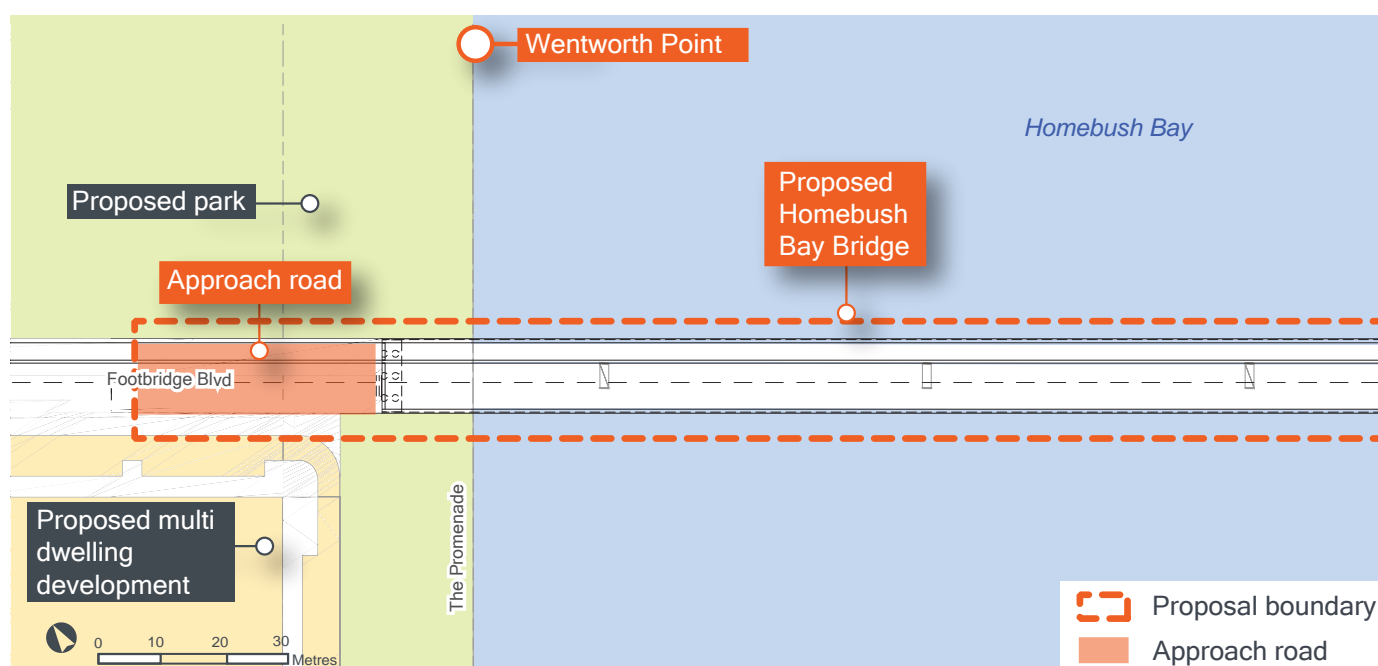 Wentworth Point
Homebush Bay
Proposed
Homebush
Bay Bridge
Proposed park
Approach road
Footbridge Blvd
The Promenade
Proposed multi
dwelling
development
0 10 20 30
Metres
Proposal boundary
Approach road